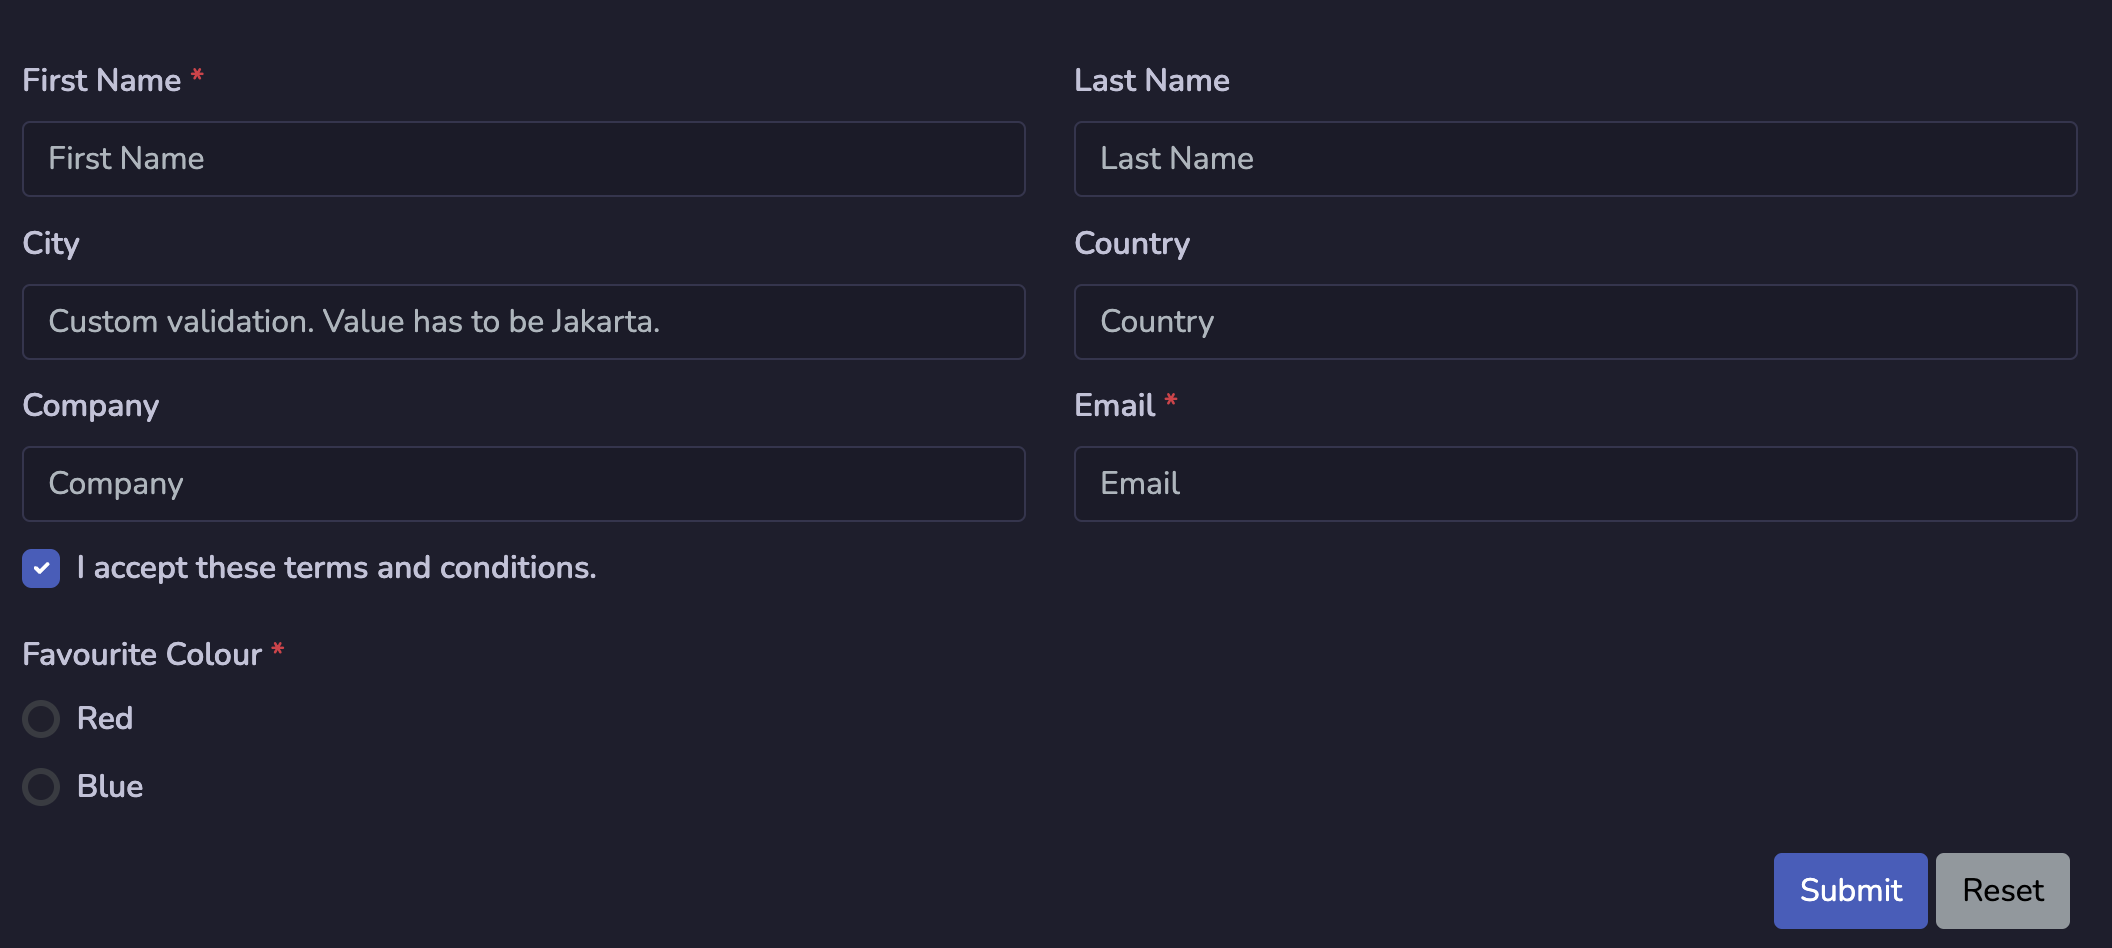 First Name *
Last Name
First Name
Last Name
City
Country
Custom validation. Value has to be Jakarta.
Country
Company
Email *
Company
Email
I accept these terms and conditions.
Favourite Colour *
Red
Blue
Submit
Reset